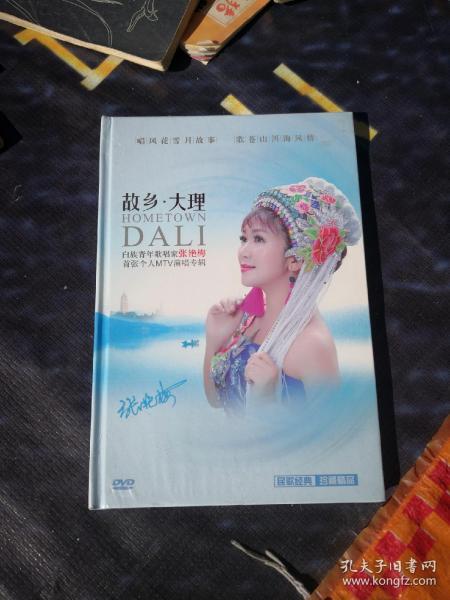 唱风花雪月故事 歌苍山洱海风情
故乡·大理
HOMETOWN
DALI
白族青年歌唱家张艳梅
首张个人MTV演唱专辑
张艳梅
DVD
民歌经典 珍藏精品
孔夫子旧书网
www.kongfz.com